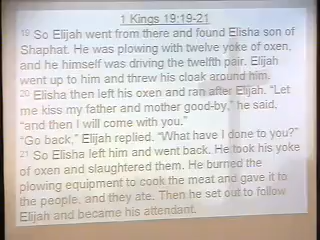 1 Kings 19:19-21
19 So Elijah went from there and found Elisha son of
Shaphat. He was plowing with twelve yoke of oxen,
and he himself was driving the twelfth pair. Elijah
went up to him and threw his cloak around him.
20 Elisha then left his oxen and ran after Elijah. "Let
me kiss my father and mother good-by," he said,
"and then I will come with you."
"Go back," Elijah replied. "What have I done to you?"
21 So Elisha left him and went back. He took his yoke
of oxen and slaughtered them. He burned the
plowing equipment to cook the meat and gave it to
the people, and they ate. Then he set out to follow
Elijah and became his attendant.